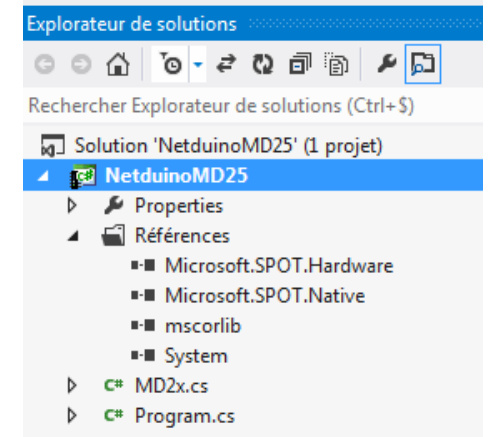 Explorateur de solutions
Rechercher Explorateur de solutions (Ctrl+$)
Solution 'NetduinoMD25' (1 projet)
NetduinoMD25
Properties
Références
Microsoft.SPOT.Hardware
Microsoft.SPOT.Native
mscorlib
System
C# MD2x.cs
C# Program.cs